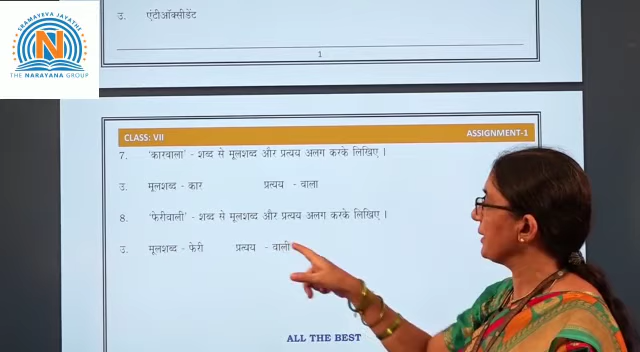 SRAMAYEVA JAYATHE
N
THE NARAYANA GROUP
उ. एंटीऑक्सीडेंट
1
CLASS: VII ASSIGNMENT-1
7. ‘कारवाला’ - शब्द से मूलशब्द और प्रत्यय अलग करके लिखिए ।
उ. मूलशब्द - कार प्रत्यय - वाला
8. ‘फेरीवाली’ - शब्द से मूलशब्द और प्रत्यय अलग करके लिखिए ।
उ. मूलशब्द - फेरी प्रत्यय - वाली
ALL THE BEST